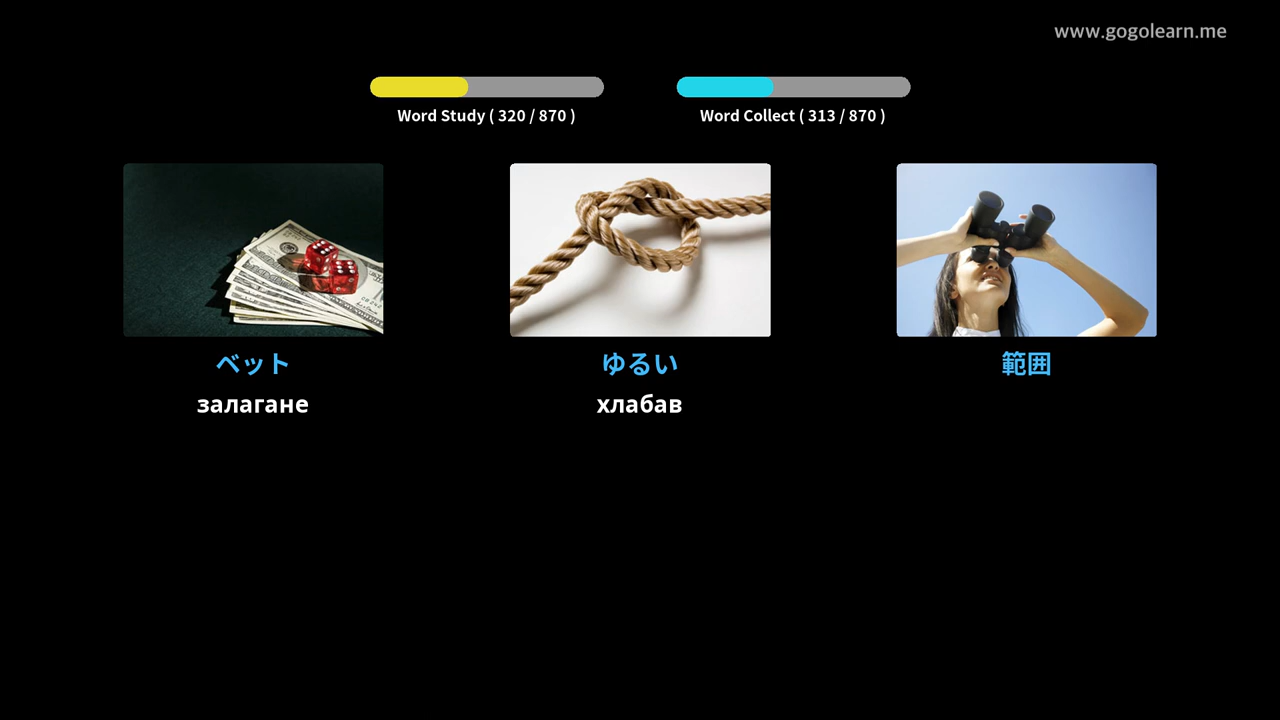 www.gogolearn.me
Word Study ( 320 / 870 )
Word Collect ( 313 / 870 )
ベット
ゆるい
範囲
залагане
хлабав